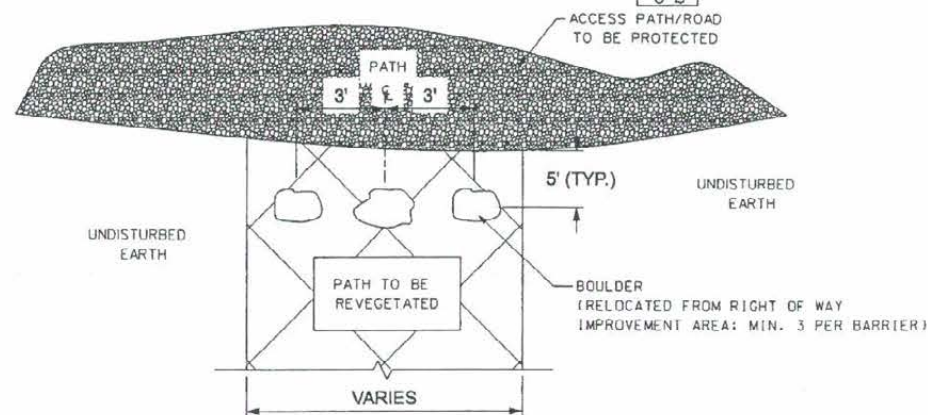 ACCESS PATH/ROAD
TO BE PROTECTED
PATH
3' ℄ 3'
5' (TYP.)
UNDISTURBED
EARTH
UNDISTURBED
EARTH
PATH TO BE
REVEGETATED
BOULDER
(RELOCATED FROM RIGHT OF WAY
IMPROVEMENT AREA: MIN. 3 PER BARRIER)
VARIES